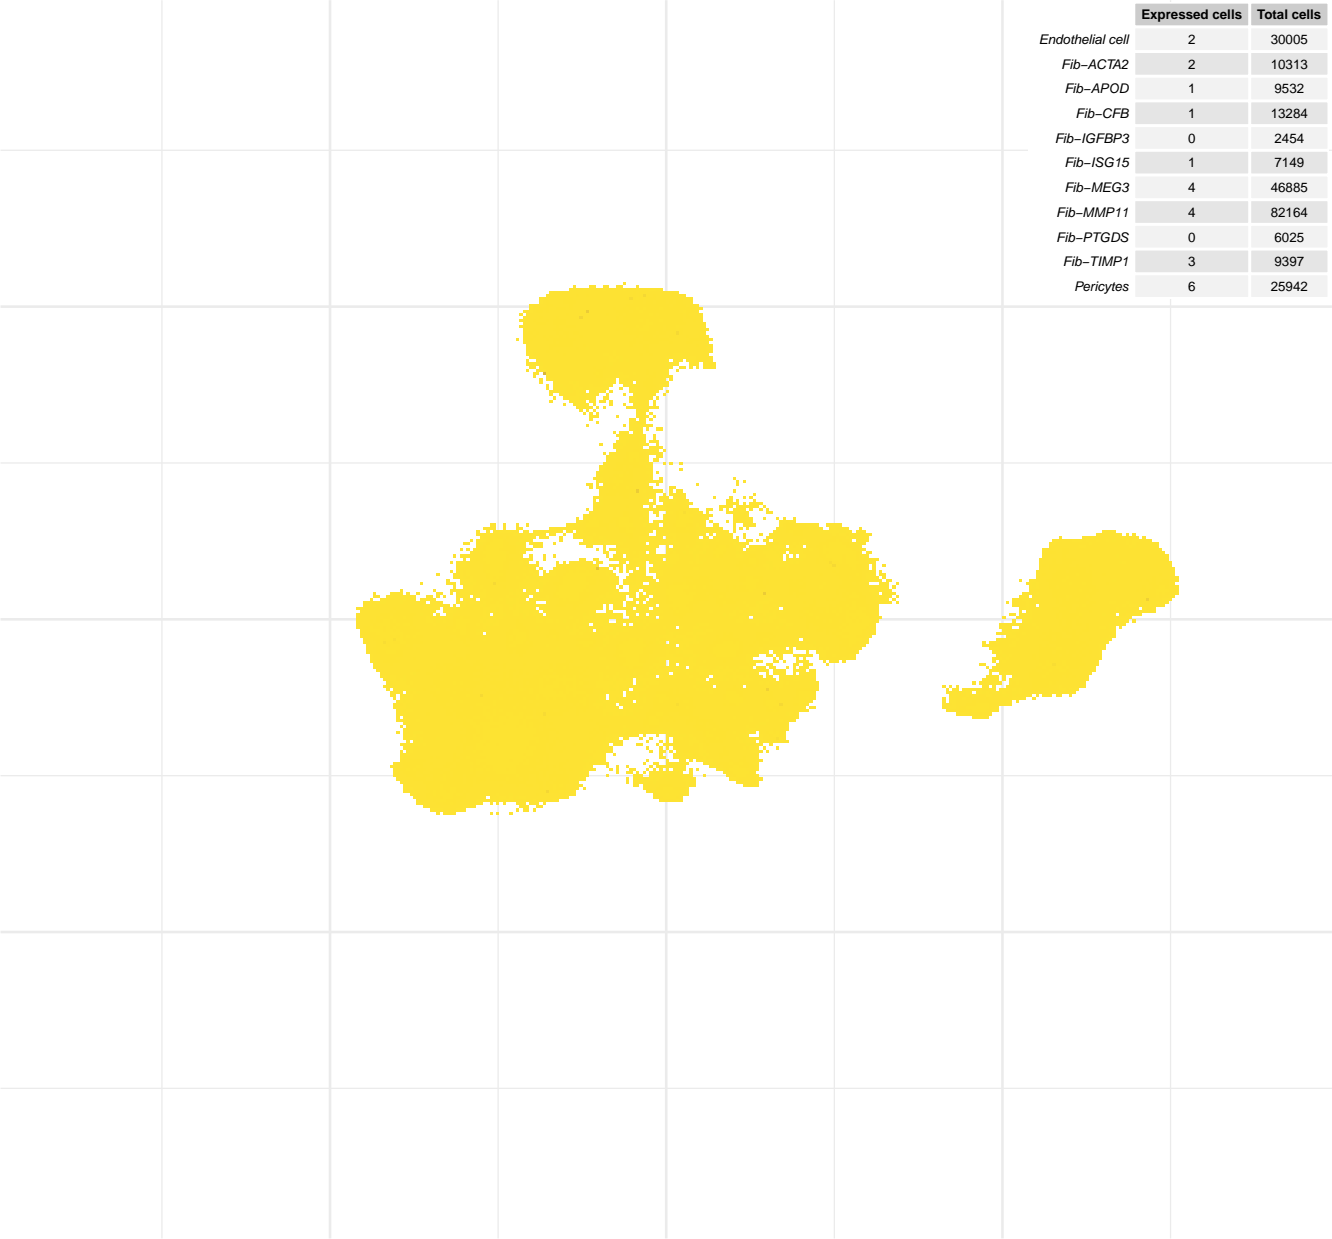 Expressed cells Total cells
Endothelial cell 2 30005
Fib−ACTA2 2 10313
Fib−APOD 1 9532
Fib−CFB 1 13284
Fib−IGFBP3 0 2454
Fib−ISG15 1 7149
Fib−MEG3 4 46885
Fib−MMP11 4 82164
Fib−PTGDS 0 6025
Fib−TIMP1 3 9397
Pericytes 6 25942